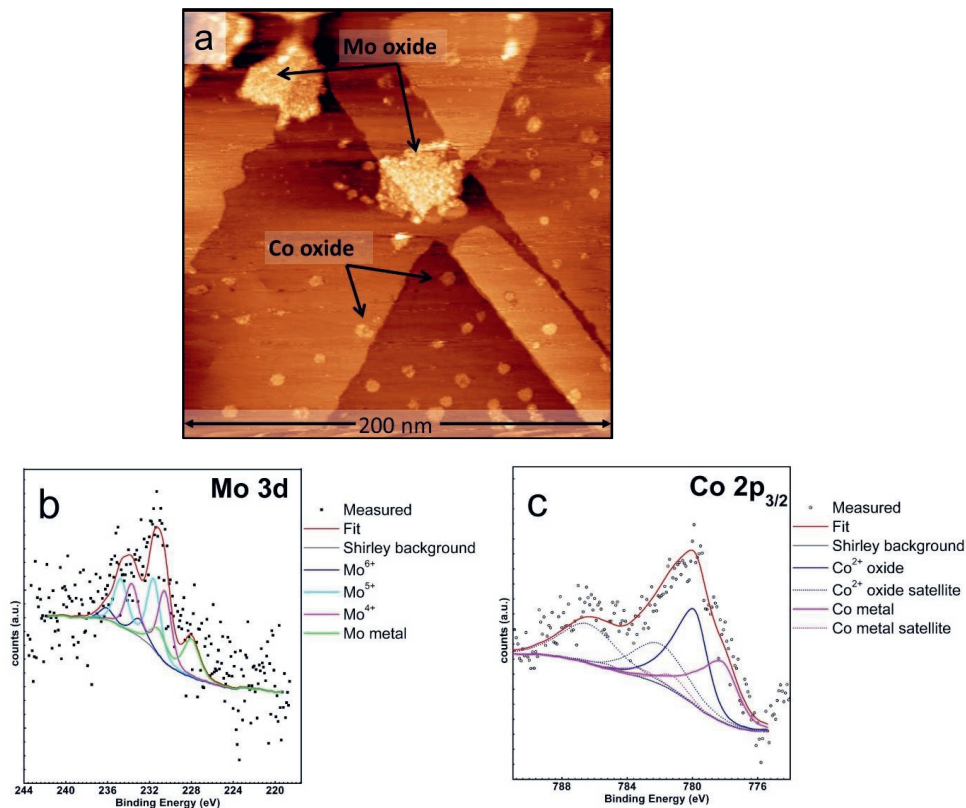 a
Mo oxide
Co oxide
200 nm
b
Mo 3d
Measured
Fit
Shirley background
Mo6+
Mo5+
Mo4+
Mo metal
counts (a.u.)
244 240 236 232 228 224 220
Binding Energy (eV)
c
Co 2p3/2
Measured
Fit
Shirley background
Co2+ oxide
Co2+ oxide satellite
Co metal
Co metal satellite
counts (a.u.)
788 784 780 776
Binding Energy (eV)